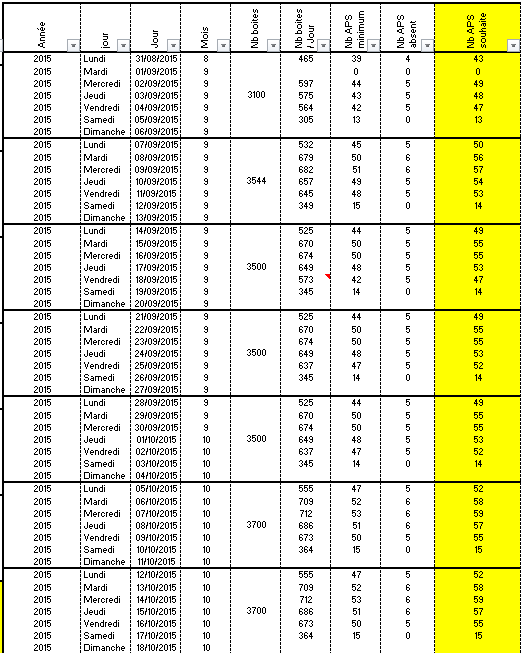 Année jour Jour Mois Nb boites Nb boites / Jour Nb APS minimum Nb APS absent Nb APS souhaite
2015 Lundi 31/08/2015 8 465 39 4 43
2015 Mardi 01/09/2015 9 0 0 0
2015 Mercredi 02/09/2015 9 597 44 5 49
2015 Jeudi 03/09/2015 9 3100 575 43 5 48
2015 Vendredi 04/09/2015 9 564 42 5 47
2015 Samedi 05/09/2015 9 305 13 0 13
2015 Dimanche 06/09/2015 9
2015 Lundi 07/09/2015 9 532 45 5 50
2015 Mardi 08/09/2015 9 679 50 6 56
2015 Mercredi 09/09/2015 9 682 51 6 57
2015 Jeudi 10/09/2015 9 3544 657 49 5 54
2015 Vendredi 11/09/2015 9 645 48 5 53
2015 Samedi 12/09/2015 9 349 15 0 14
2015 Dimanche 13/09/2015 9
2015 Lundi 14/09/2015 9 525 44 5 49
2015 Mardi 15/09/2015 9 670 50 5 55
2015 Mercredi 16/09/2015 9 674 50 5 55
2015 Jeudi 17/09/2015 9 3500 649 48 5 53
2015 Vendredi 18/09/2015 9 573 42 5 47
2015 Samedi 19/09/2015 9 345 14 0 14
2015 Dimanche 20/09/2015 9
2015 Lundi 21/09/2015 9 525 44 5 49
2015 Mardi 22/09/2015 9 670 50 5 55
2015 Mercredi 23/09/2015 9 674 50 5 55
2015 Jeudi 24/09/2015 9 3500 649 48 5 53
2015 Vendredi 25/09/2015 9 637 47 5 52
2015 Samedi 26/09/2015 9 345 14 0 14
2015 Dimanche 27/09/2015 9
2015 Lundi 28/09/2015 9 525 44 5 49
2015 Mardi 29/09/2015 9 670 50 5 55
2015 Mercredi 30/09/2015 9 674 50 5 55
2015 Jeudi 01/10/2015 10 3500 649 48 5 53
2015 Vendredi 02/10/2015 10 637 47 5 52
2015 Samedi 03/10/2015 10 345 14 0 14
2015 Dimanche 04/10/2015 10
2015 Lundi 05/10/2015 10 555 47 5 52
2015 Mardi 06/10/2015 10 709 52 6 58
2015 Mercredi 07/10/2015 10 712 53 6 59
2015 Jeudi 08/10/2015 10 3700 686 51 6 57
2015 Vendredi 09/10/2015 10 673 50 5 55
2015 Samedi 10/10/2015 10 364 15 0 15
2015 Dimanche 11/10/2015 10
2015 Lundi 12/10/2015 10 555 47 5 52
2015 Mardi 13/10/2015 10 709 52 6 58
2015 Mercredi 14/10/2015 10 712 53 6 59
2015 Jeudi 15/10/2015 10 3700 686 51 6 57
2015 Vendredi 16/10/2015 10 673 50 5 55
2015 Samedi 17/10/2015 10 364 15 0 15
2015 Dimanche 18/10/2015 10